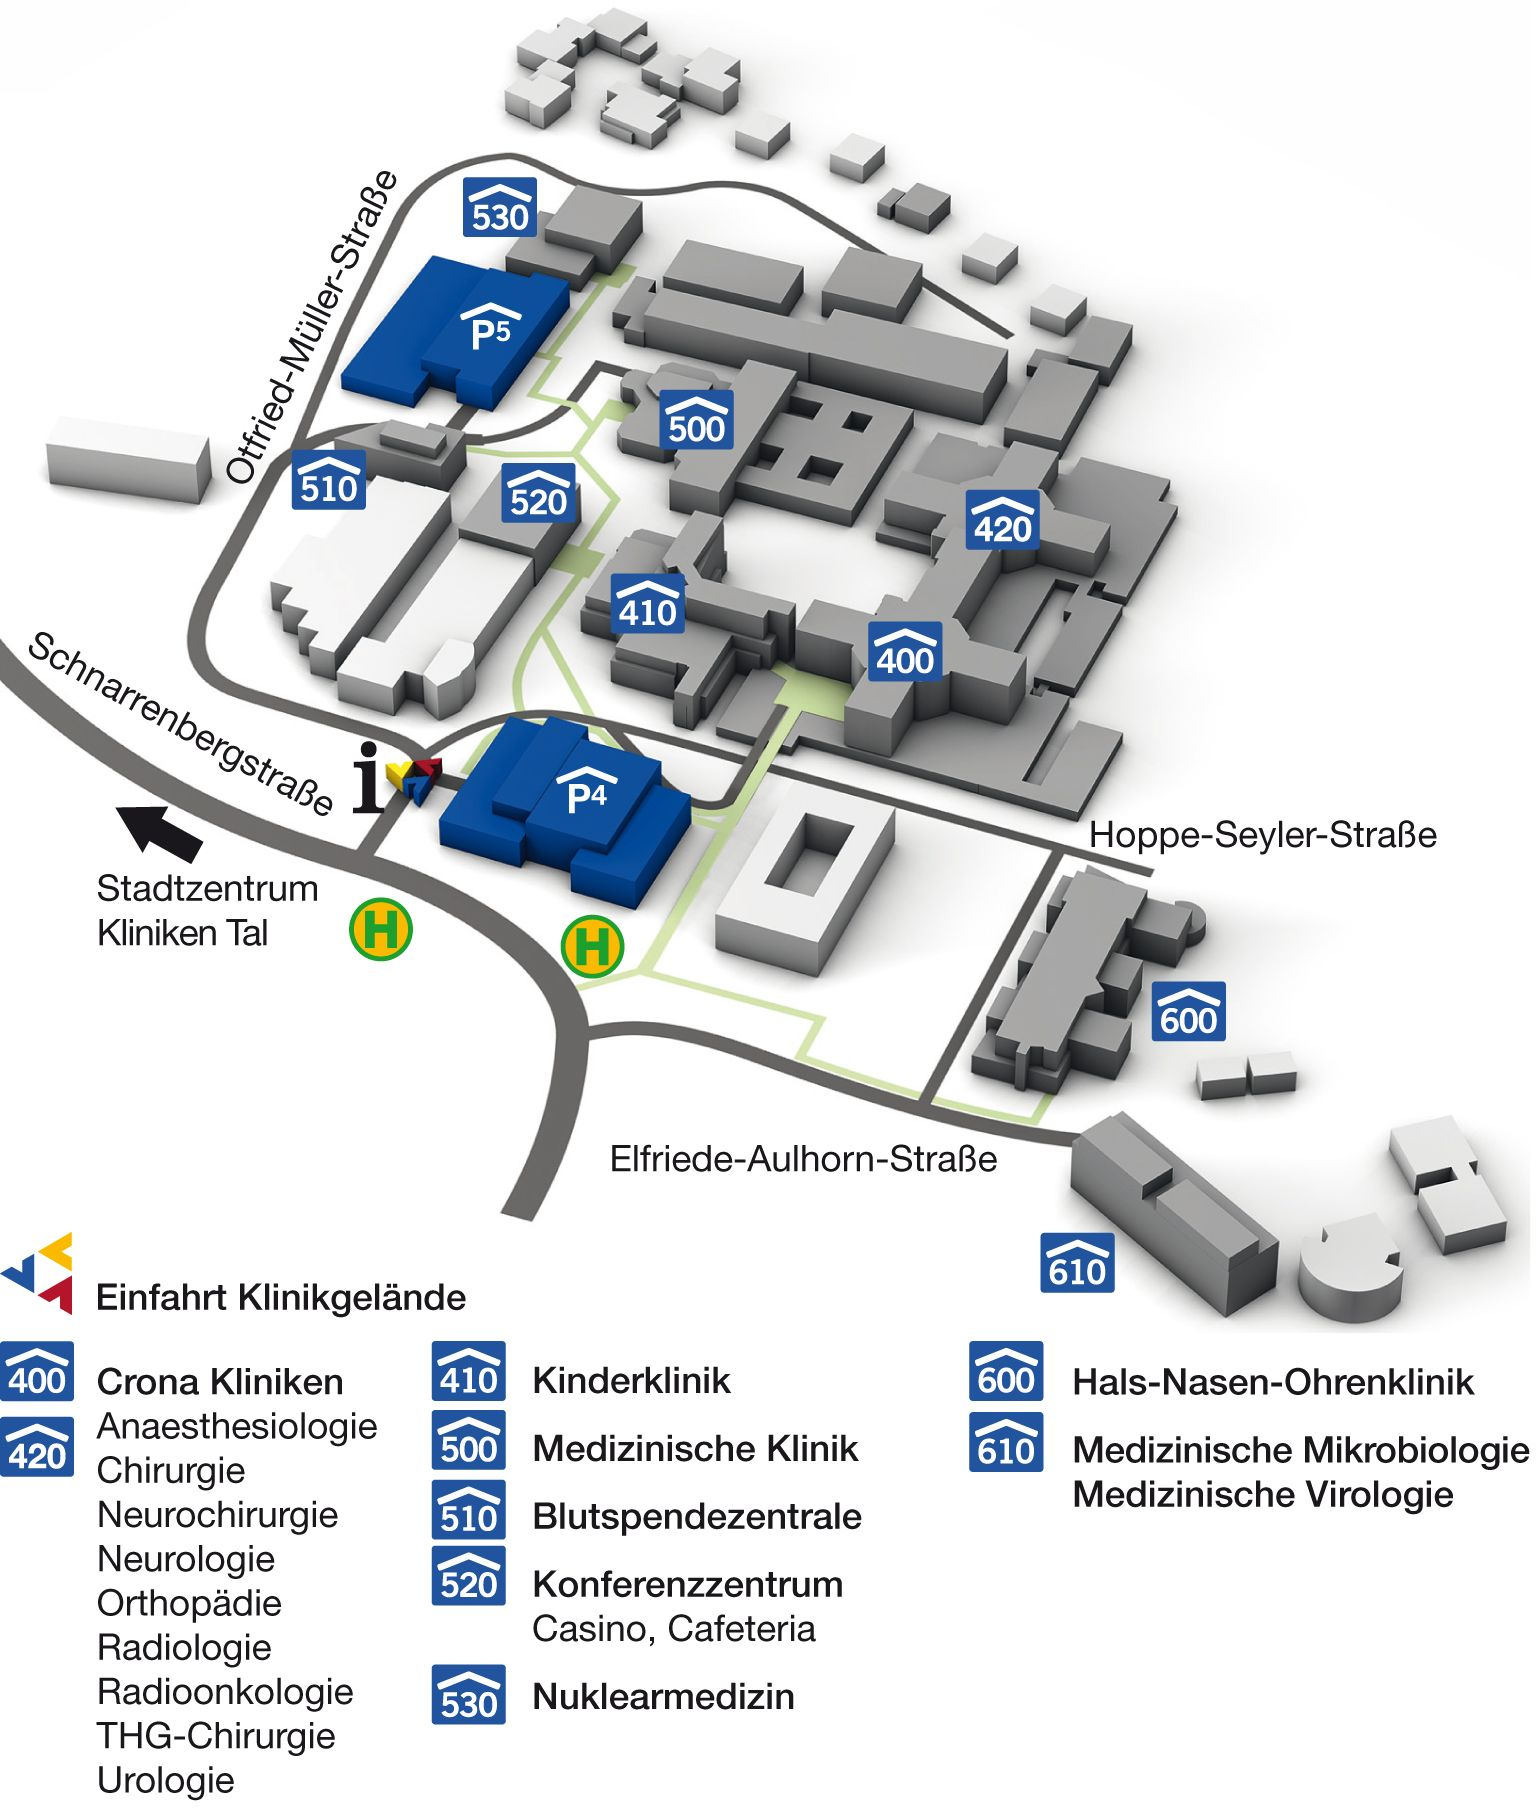 530
P5
Otfried-Müller-Straße
500
510
520
420
410
400
Schnarrenbergstraße
i
P4
Hoppe-Seyler-Straße
Stadtzentrum
Kliniken Tal
H
H
600
Elfriede-Aulhorn-Straße
610
Einfahrt Klinikgelände
400
420
Crona Kliniken
Anaesthesiologie
Chirurgie
Neurochirurgie
Neurologie
Orthopädie
Radiologie
Radioonkologie
THG-Chirurgie
Urologie
410 Kinderklinik
500 Medizinische Klinik
510 Blutspendezentrale
520 Konferenzzentrum
Casino, Cafeteria
530 Nuklearmedizin
600 Hals-Nasen-Ohrenklinik
610 Medizinische Mikrobiologie
Medizinische Virologie